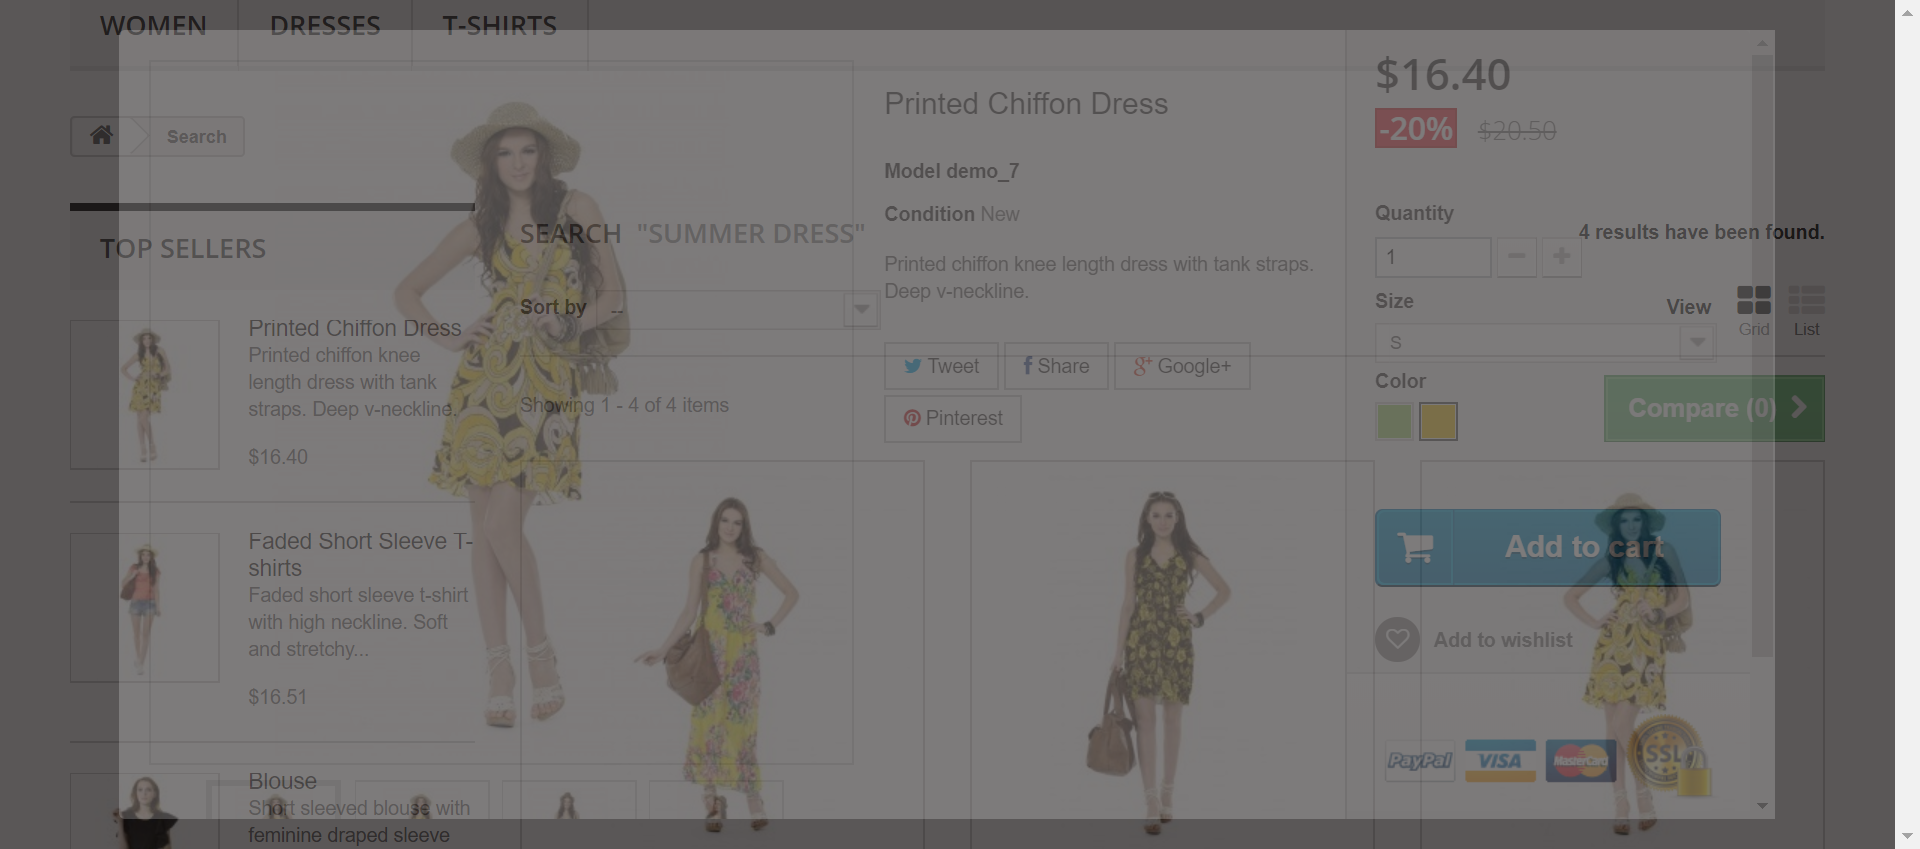 WOMEN
DRESSES
T-SHIRTS
Search
TOP SELLERS
Printed Chiffon Dress
Printed chiffon knee
length dress with tank
straps. Deep v-neckline.
$16.40
Faded Short Sleeve T-
shirts
Faded short sleeve t-shirt
with high neckline. Soft
and stretchy...
$16.51
Blouse
Short sleeved blouse with
feminine draped sleeve
SEARCH "SUMMER DRESS"
4 results have been found.
Sort by --
View
Grid
List
Showing 1 - 4 of 4 items
Compare (0)
Printed Chiffon Dress
Model demo_7
Condition New
Printed chiffon knee length dress with tank straps.
Deep v-neckline.
Tweet
Share
Google+
Pinterest
$16.40
-20% $20.50
Quantity
1
Size
S
Color
Add to cart
Add to wishlist
PayPal
VISA
MasterCard
SSL